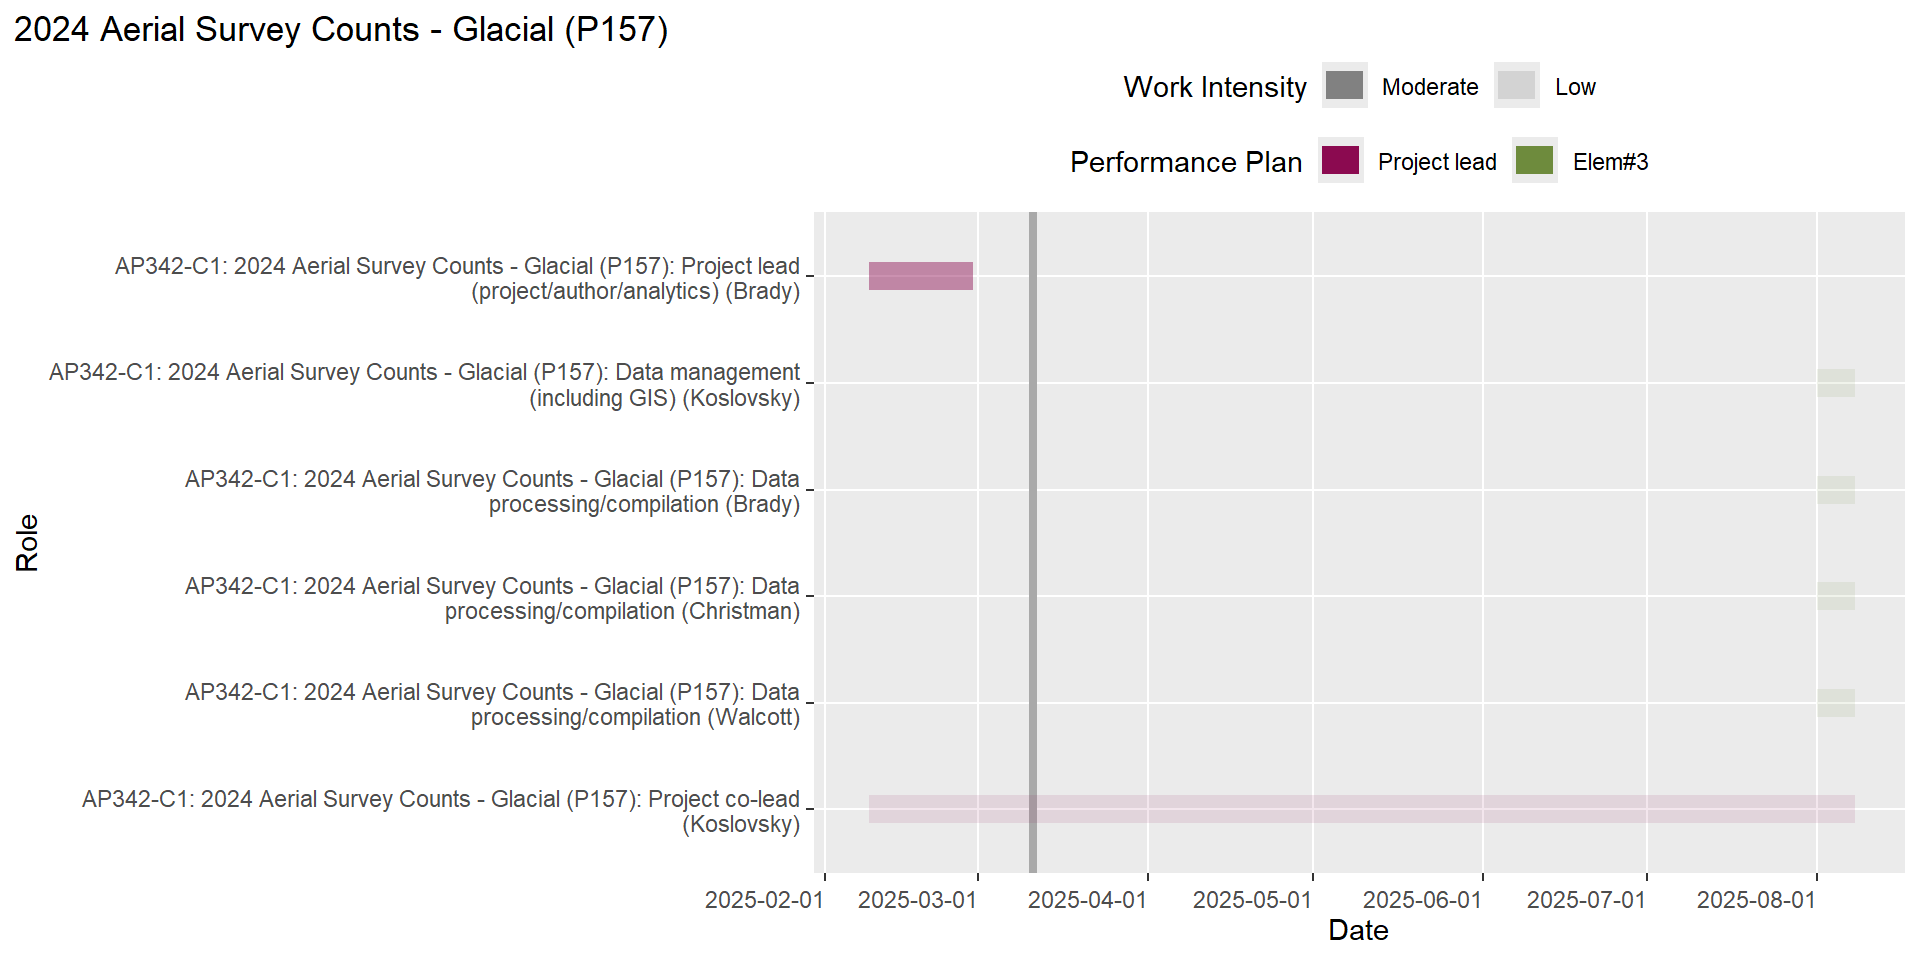 2024 Aerial Survey Counts - Glacial (P157)
Work Intensity Moderate Low
Performance Plan Project lead Elem#3
AP342-C1: 2024 Aerial Survey Counts - Glacial (P157): Project lead
(project/author/analytics) (Brady)
AP342-C1: 2024 Aerial Survey Counts - Glacial (P157): Data management
(including GIS) (Koslovsky)
AP342-C1: 2024 Aerial Survey Counts - Glacial (P157): Data
processing/compilation (Brady)
AP342-C1: 2024 Aerial Survey Counts - Glacial (P157): Data
processing/compilation (Christman)
AP342-C1: 2024 Aerial Survey Counts - Glacial (P157): Data
processing/compilation (Walcott)
AP342-C1: 2024 Aerial Survey Counts - Glacial (P157): Project co-lead
(Koslovsky)
Role
2025-02-01 2025-03-01 2025-04-01 2025-05-01 2025-06-01 2025-07-01 2025-08-01
Date